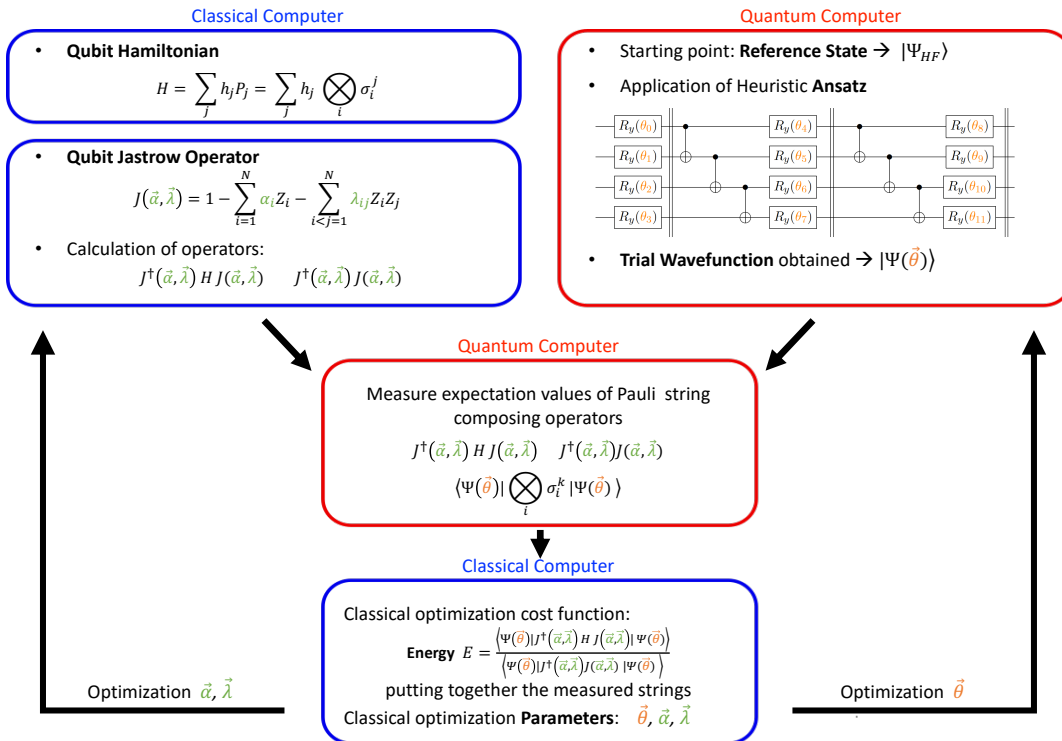 Classical Computer
• Qubit Hamiltonian
H = ∑_j h_j P_j = ∑_j h_j ⨂_i σ_i^j
• Qubit Jastrow Operator
J(α⃗, λ⃗) = 1 − ∑_{i=1}^{N} α_i Z_i − ∑_{i<j=1}^{N} λ_{ij} Z_i Z_j
• Calculation of operators:
J†(α⃗, λ⃗) H J(α⃗, λ⃗) J†(α⃗, λ⃗) J(α⃗, λ⃗)
Quantum Computer
• Starting point: Reference State → |Ψ_{HF}⟩
• Application of Heuristic Ansatz
R_y(θ_0) R_y(θ_4) R_y(θ_8)
R_y(θ_1) R_y(θ_5) R_y(θ_9)
R_y(θ_2) R_y(θ_6) R_y(θ_10)
R_y(θ_3) R_y(θ_7) R_y(θ_11)
• Trial Wavefunction obtained → |Ψ(θ⃗)⟩
Quantum Computer
Measure expectation values of Pauli string
composing operators
J†(α⃗, λ⃗) H J(α⃗, λ⃗) J†(α⃗, λ⃗)J(α⃗, λ⃗)
⟨Ψ(θ⃗)| ⨂_i σ_i^k |Ψ(θ⃗) ⟩
Classical Computer
Classical optimization cost function:
Energy E = ⟨Ψ(θ⃗)|J†(α⃗,λ⃗) H J(α⃗,λ⃗)| Ψ(θ⃗)⟩ / ⟨Ψ(θ⃗)|J†(α⃗,λ⃗)J(α⃗,λ⃗) |Ψ(θ⃗) ⟩
putting together the measured strings
Classical optimization Parameters: θ⃗, α⃗, λ⃗
Optimization α⃗, λ⃗
Optimization θ⃗